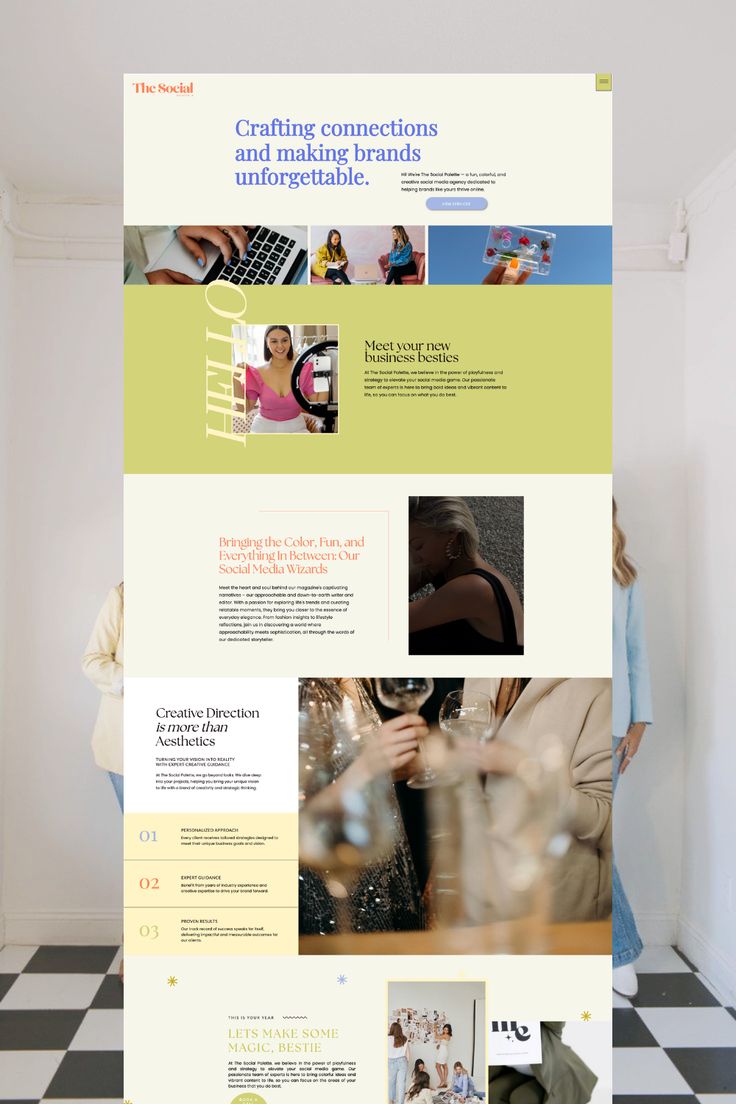 The Social
Crafting connections
and making brands
unforgettable.
Hi! We're The Social Palette — a fun, colorful, and
creative social media agency dedicated to
helping brands like yours thrive online.
VIEW SERVICES
HELLO
Meet your new
business besties
At The Social Palette, we believe in the power of playfulness and
strategy to elevate your social media game. Our passionate
team of experts is here to bring bold ideas and vibrant content to
life, so you can focus on what you do best.
Bringing the Color, Fun, and
Everything In Between: Our
Social Media Wizards
Meet the heart and soul behind our magazine's captivating
narratives – our approachable and down-to-earth writer and
editor. With a passion for exploring life's trends and curating
relatable moments, they bring you closer to the essence of
everyday elegance. From fashion insights to lifestyle
reflections, join us in discovering a world where
approachability meets sophistication, all through the words of
our dedicated storyteller.
Creative Direction
is more than
Aesthetics
TURNING YOUR VISION INTO REALITY
WITH EXPERT CREATIVE GUIDANCE
At The Social Palette, we go beyond looks. We dive deep
into your projects, helping you bring your unique vision
to life with a blend of creativity and strategic thinking.
01
PERSONALIZED APPROACH
Every client receives tailored strategies designed to
meet their unique business goals and vision.
02
EXPERT GUIDANCE
Benefit from years of industry experience and
creative expertise to drive your brand forward.
03
PROVEN RESULTS
Our track record of success speaks for itself,
delivering impactful and measurable outcomes for
our clients.
THIS IS YOUR YEAR
LETS MAKE SOME
MAGIC, BESTIE
At The Social Palette, we believe in the power of playfulness
and strategy to elevate your social media game. Our
passionate team of experts is here to bring colorful ideas and
vibrant content to life, so you can focus on the areas of your
business that you do best.
BOOK A
me